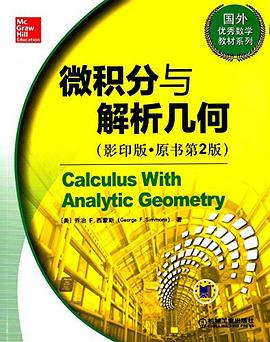 Mc
Graw
Hill
Education
国外
优秀数学
教材系列
微积分与
解析几何
(影印版·原书第2版)
Calculus With
Analytic Geometry
[美] 乔治 F. 西蒙斯 (George F. Simmons) 著
机械工业出版社